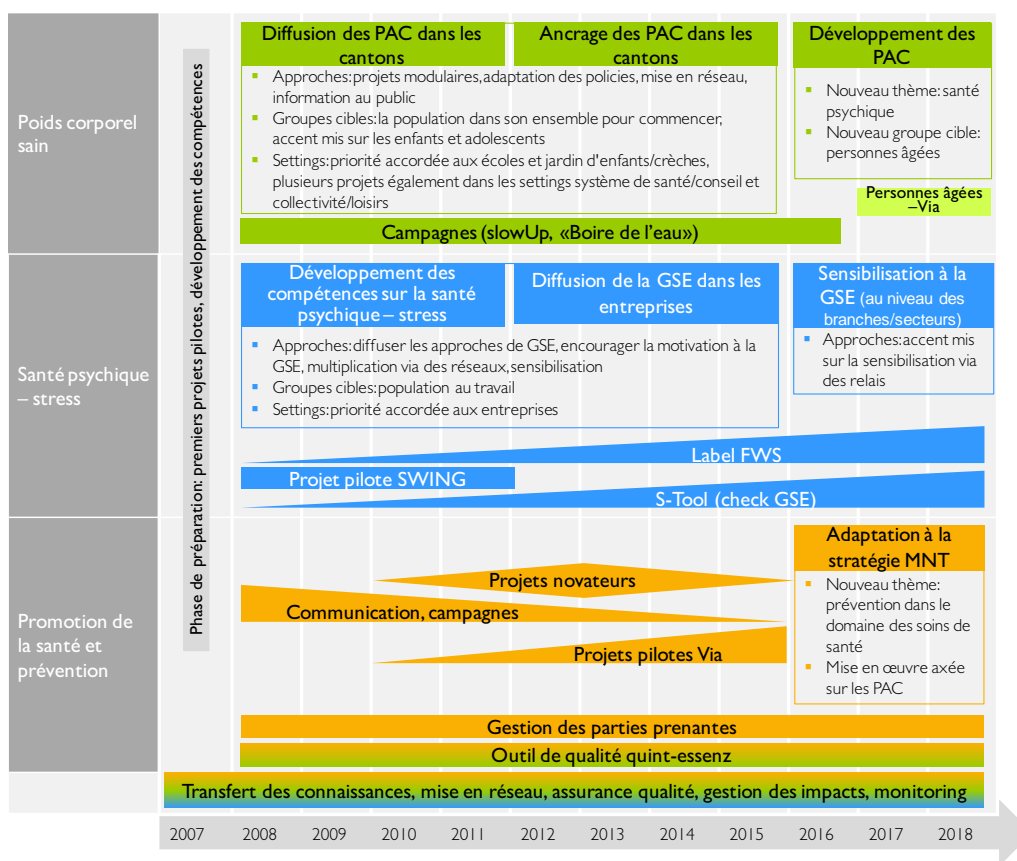 Poids corporel
sain
Phase de préparation: premiers projets pilotes, développement des compétences
Diffusion des PAC dans les
cantons
Ancrage des PAC dans les
cantons
Développement des
PAC
Approches: projets modulaires, adaptation des policies, mise en réseau,
information au public
Groupes cibles: la population dans son ensemble pour commencer,
accent mis sur les enfants et adolescents
Settings: priorité accordée aux écoles et jardin d'enfants/crèches,
plusieurs projets également dans les settings système de santé/conseil et
collectivité/loisirs
Nouveau thème: santé
psychique
Nouveau groupe cible:
personnes âgées
Personnes âgées
–Via
Campagnes (slowUp, «Boire de l'eau»)
Santé psychique
– stress
Développement des
compétences sur la santé
psychique – stress
Diffusion de la GSE dans les
entreprises
Sensibilisation à la
GSE (au niveau des
branches/secteurs)
Approches: diffuser les approches de GSE, encourager la motivation à la
GSE, multiplication via des réseaux, sensibilisation
Groupes cibles: population au travail
Settings: priorité accordée aux entreprises
Approches: accent mis
sur la sensibilisation via
des relais
Label FWS
Projet pilote SWING
S-Tool (check GSE)
Promotion de
la santé et
prévention
Adaptation à la
stratégie MNT
Nouveau thème:
prévention dans le
domaine des soins de
santé
Mise en œuvre axée
sur les PAC
Projets novateurs
Communication, campagnes
Projets pilotes Via
Gestion des parties prenantes
Outil de qualité quint-essenz
Transfert des connaissances, mise en réseau, assurance qualité, gestion des impacts, monitoring
2007 2008 2009 2010 2011 2012 2013 2014 2015 2016 2017 2018